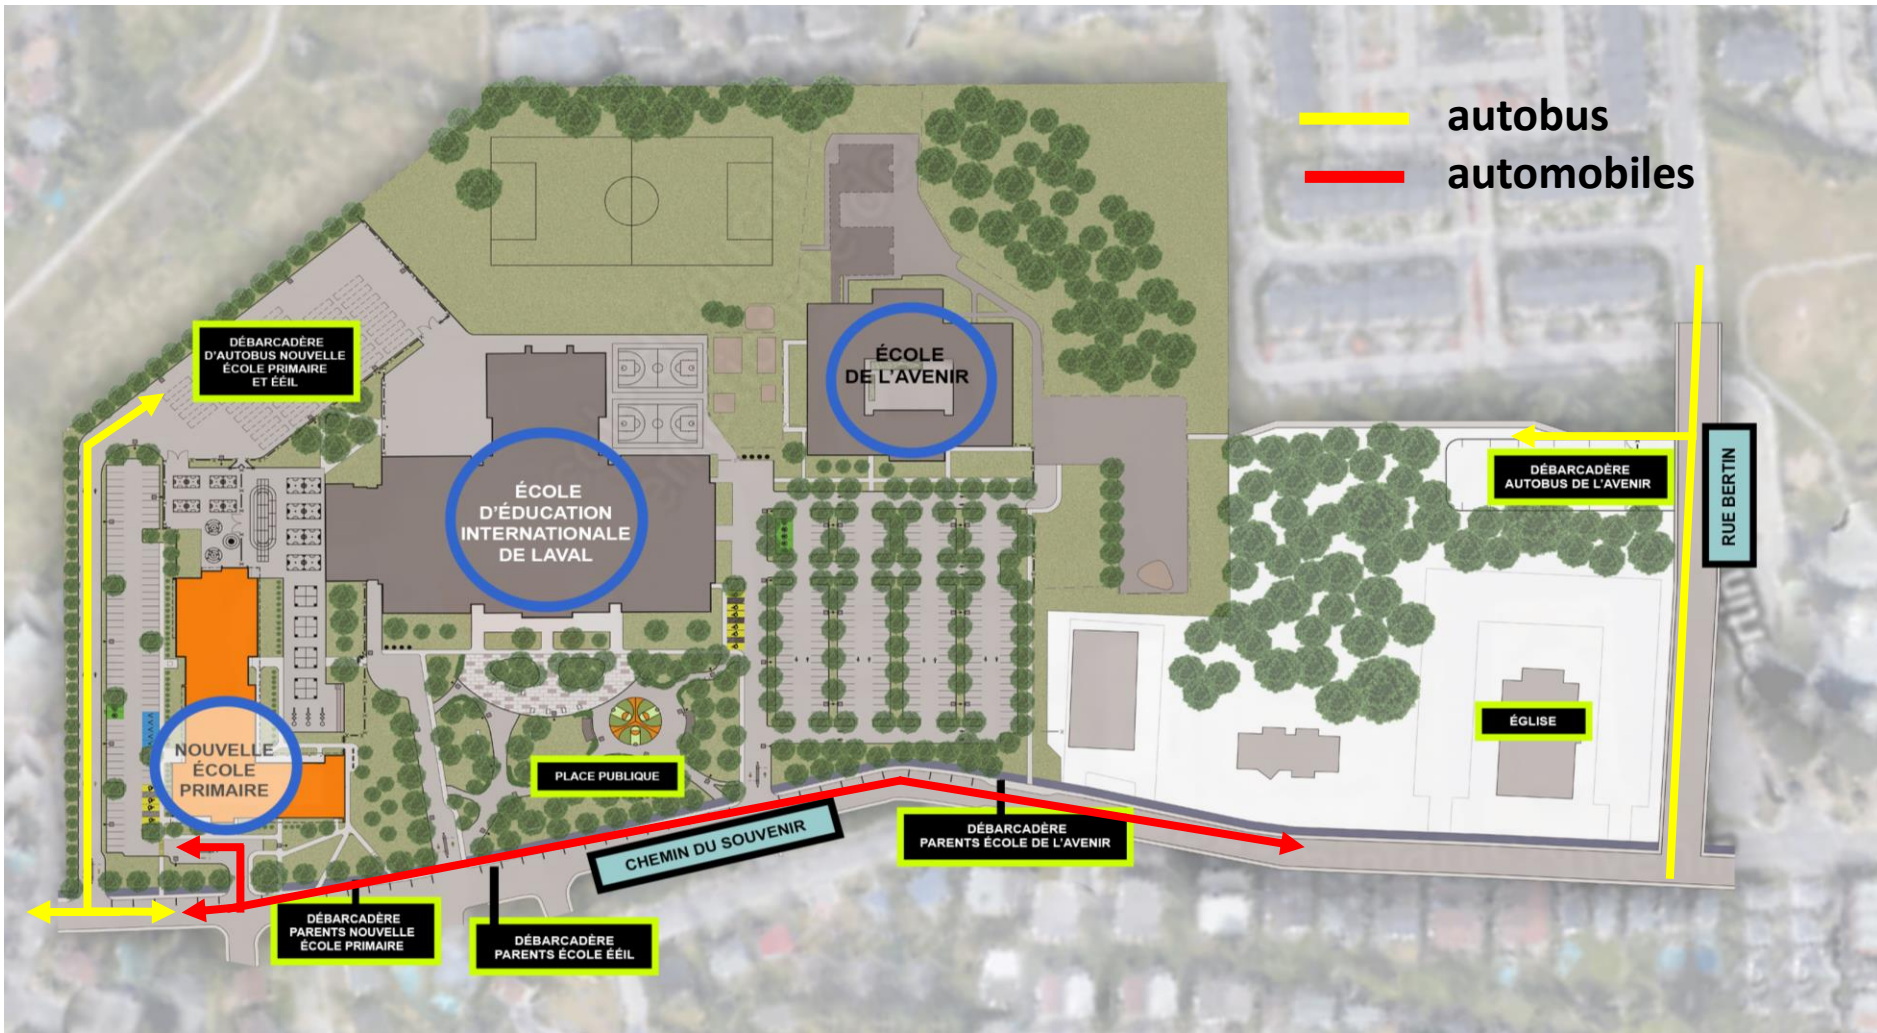 autobus
automobiles
DÉBARCADÈRE
D'AUTOBUS NOUVELLE
ÉCOLE PRIMAIRE
ET ÉÉIL
ÉCOLE
DE L'AVENIR
ÉCOLE
D'ÉDUCATION
INTERNATIONALE
DE LAVAL
DÉBARCADÈRE
AUTOBUS DE L'AVENIR
RUE BERTIN
NOUVELLE
ÉCOLE
PRIMAIRE
PLACE PUBLIQUE
ÉGLISE
CHEMIN DU SOUVENIR
DÉBARCADÈRE
PARENTS ÉCOLE DE L'AVENIR
DÉBARCADÈRE
PARENTS NOUVELLE
ÉCOLE PRIMAIRE
DÉBARCADÈRE
PARENTS ÉCOLE ÉÉIL